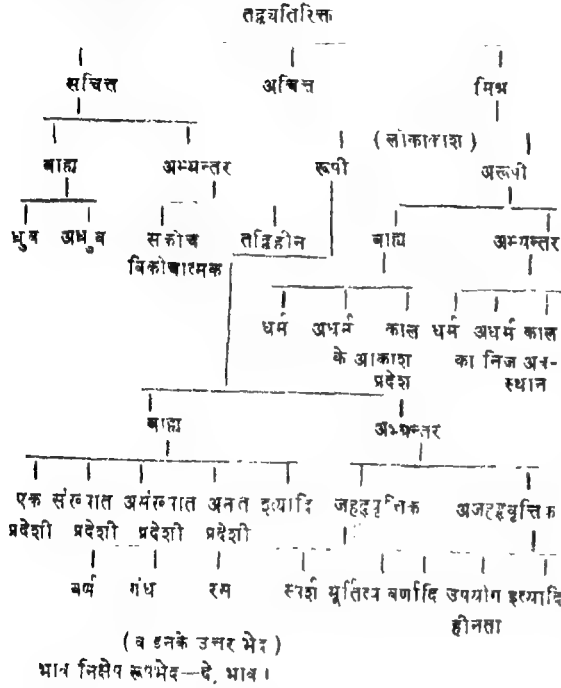 तद्वयतिरिक्त
सचित्त अचित्त मिश्र
(लोकाकाश)
बाह्य अभ्यन्तर रूपी अरूपी
ध्रुव अध्रुव सकोच तद्विहीन बाह्य अभ्यन्तर
विकोचात्मक
धर्म अधर्म काल धर्म अधर्म काल
के आकाश का निज अव-
प्रदेश स्थान
बाह्य अभ्यन्तर
एक संख्यात असंख्यात अनत इत्यादि जहद्वृत्तिक अजहद्वृत्तिक
प्रदेशी प्रदेशी प्रदेशी प्रदेशी
वर्ण गंध रस स्पर्श मूर्तित्व वर्णादि उपयोग इत्यादि
हीनता
(व इनके उत्तर भेद)
भाव निक्षेप रूपभेद—दे, भाव।